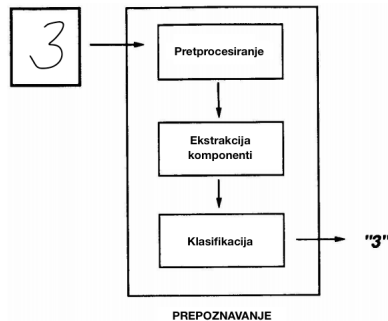 3
Pretprocesiranje
Ekstrakcija
komponenti
Klasifikacija
"3"
PREPOZNAVANJE